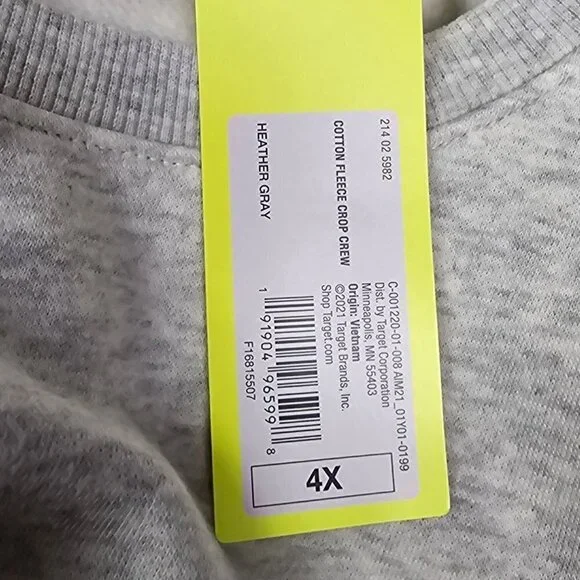 214 02 5982
COTTON FLEECE CROP CREW
HEATHER GRAY
C-001220-01-008 AIM21_01Y01-0199
Dist. by Target Corporation
Minneapolis, MN 55403
Origin: Vietnam
©2021 Target Brands, Inc.
Shop Target.com
1 91904 96599 8
F16815507
4X